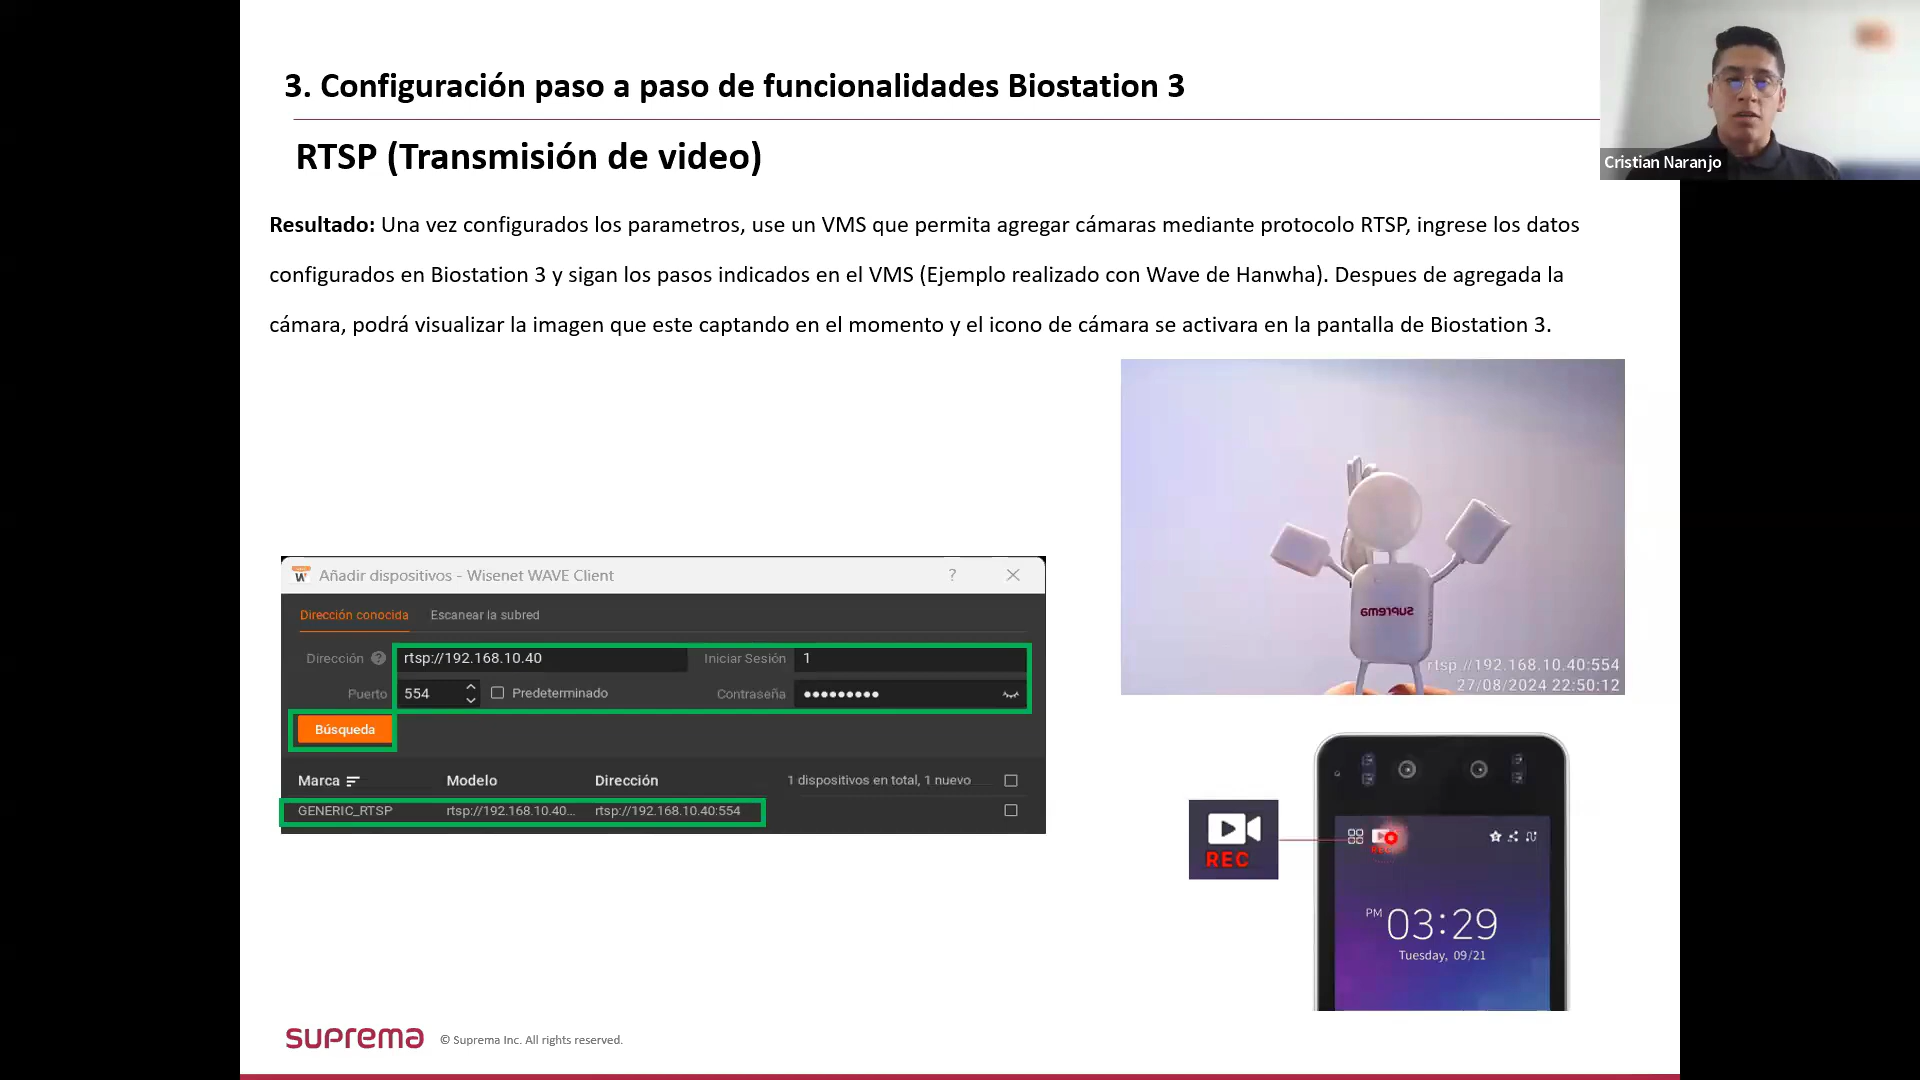 3. Configuración paso a paso de funcionalidades Biostation 3
Cristian Naranjo
RTSP (Transmisión de video)
Resultado: Una vez configurados los parametros, use un VMS que permita agregar cámaras mediante protocolo RTSP, ingrese los datos
configurados en Biostation 3 y sigan los pasos indicados en el VMS (Ejemplo realizado con Wave de Hanwha). Despues de agregada la
cámara, podrá visualizar la imagen que este captando en el momento y el icono de cámara se activara en la pantalla de Biostation 3.
Añadir dispositivos - Wisenet WAVE Client
Dirección conocida Escanear la subred
Dirección ? rtsp://192.168.10.40 Iniciar Sesión 1
Puerto 554 Predeterminado Contraseña ●●●●●●●●●
Búsqueda
Marca Modelo Dirección 1 dispositivos en total, 1 nuevo
GENERIC_RTSP rtsp://192.168.10.40... rtsp://192.168.10.40:554
suprema
rtsp.//192.168.10.40:554
27/08/2024 22:50:12
REC
REC
PM 03:29
Tuesday, 09/21
suprema © Suprema Inc. All rights reserved.